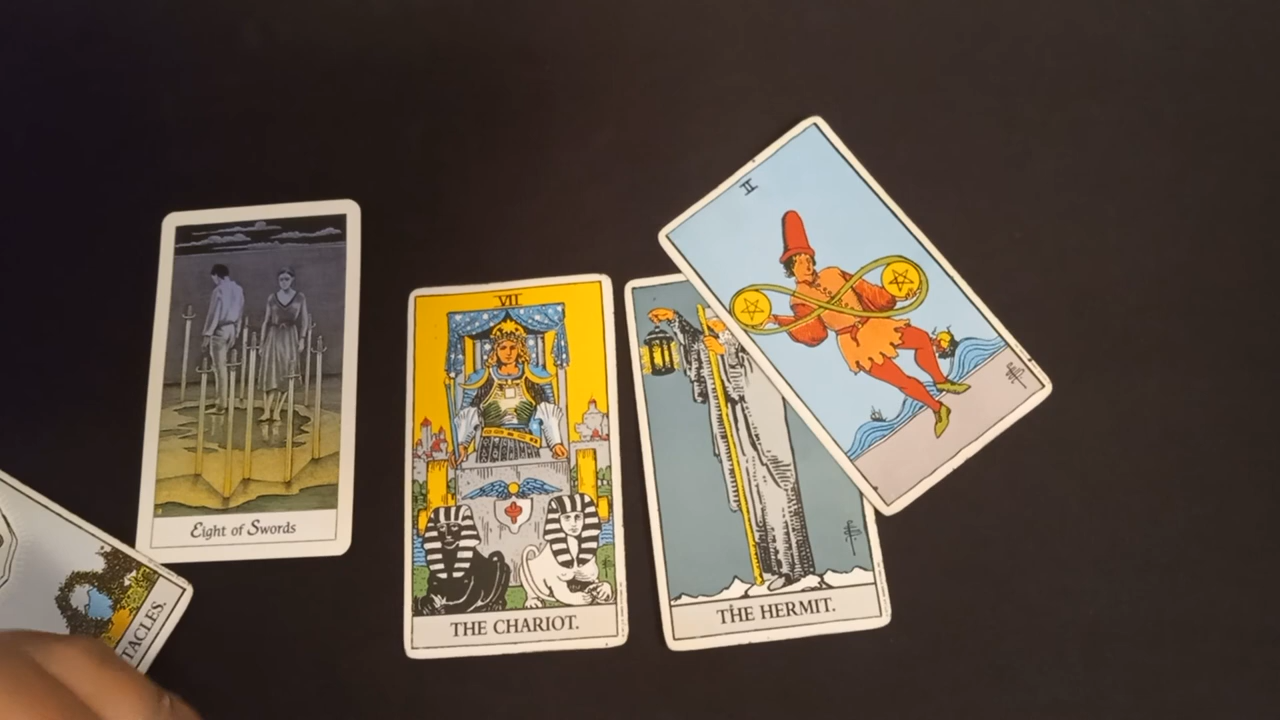 Eight of Swords
VII
THE CHARIOT.
THE HERMIT.
II
TACLES.